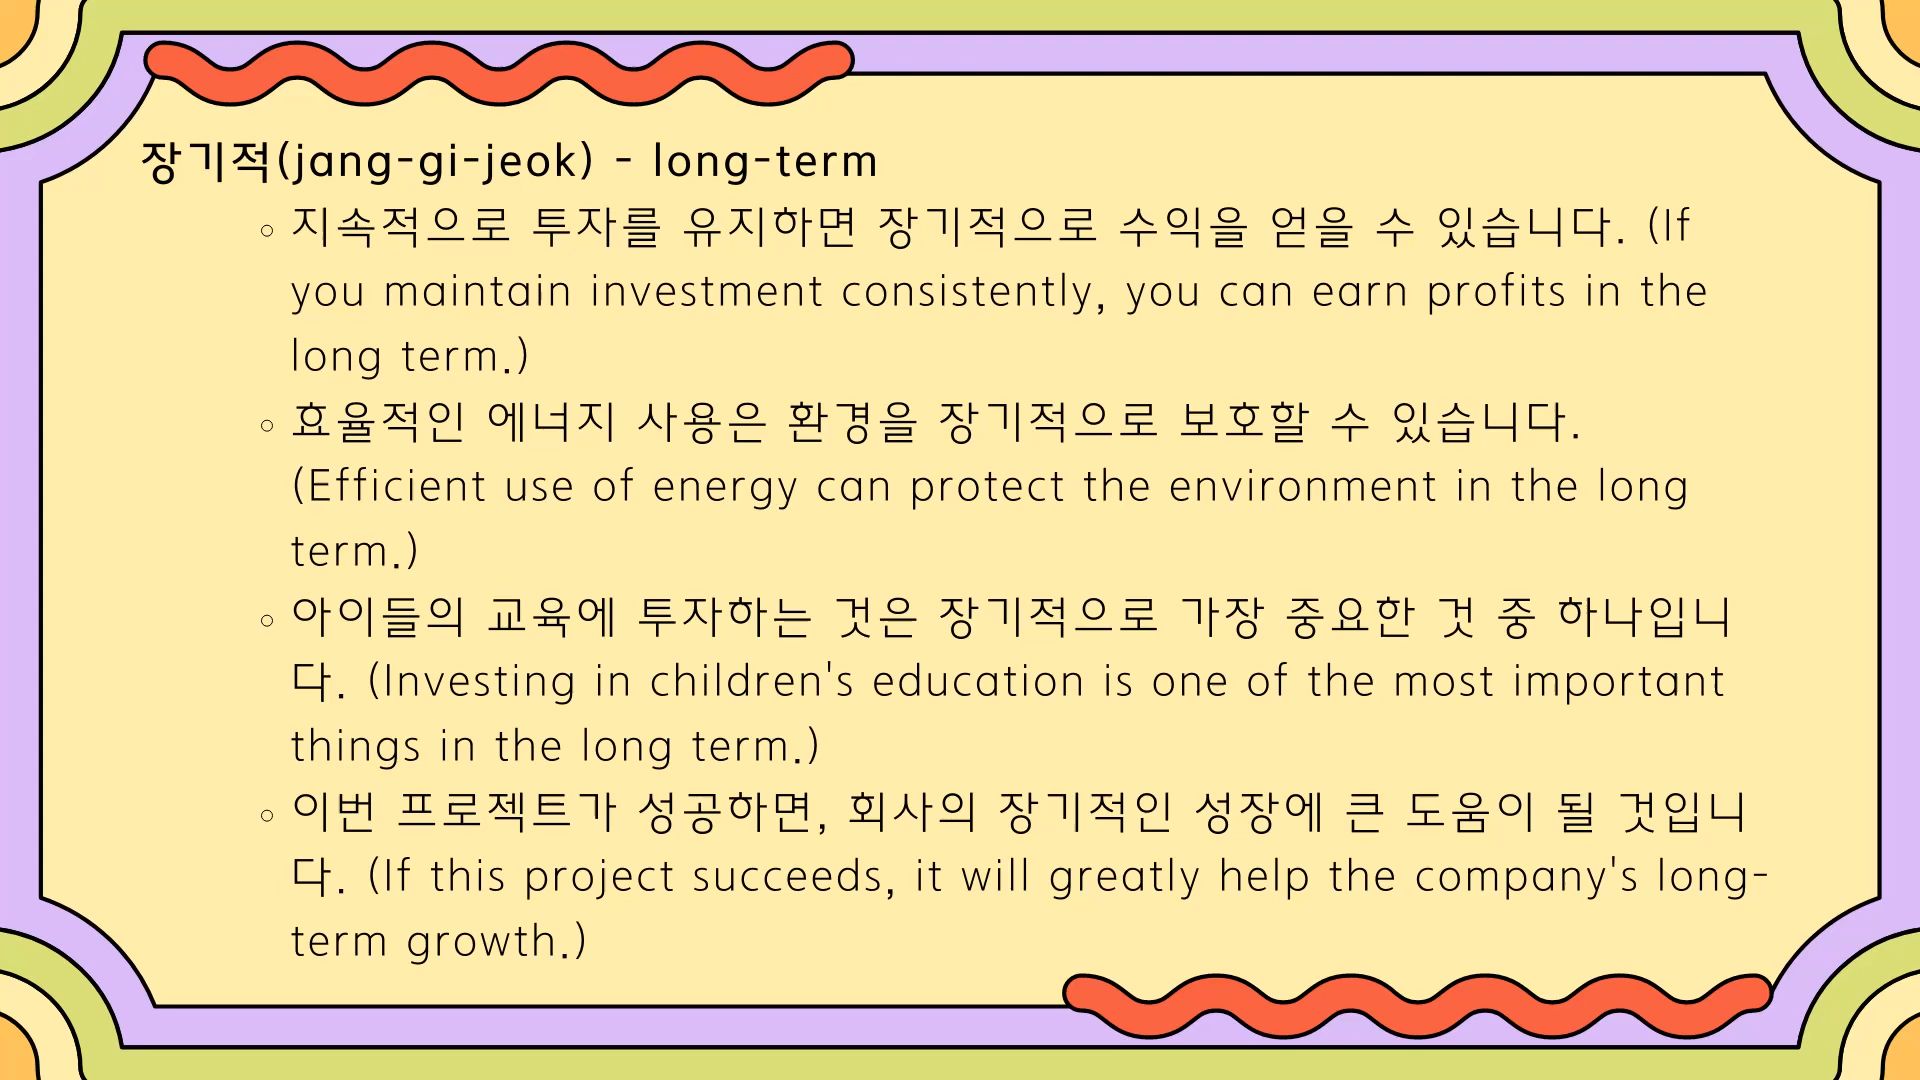 장기적(jang-gi-jeok) - long-term
지속적으로 투자를 유지하면 장기적으로 수익을 얻을 수 있습니다. (If
you maintain investment consistently, you can earn profits in the
long term.)
효율적인 에너지 사용은 환경을 장기적으로 보호할 수 있습니다.
(Efficient use of energy can protect the environment in the long
term.)
아이들의 교육에 투자하는 것은 장기적으로 가장 중요한 것 중 하나입니
다. (Investing in children's education is one of the most important
things in the long term.)
이번 프로젝트가 성공하면, 회사의 장기적인 성장에 큰 도움이 될 것입니
다. (If this project succeeds, it will greatly help the company's long-
term growth.)